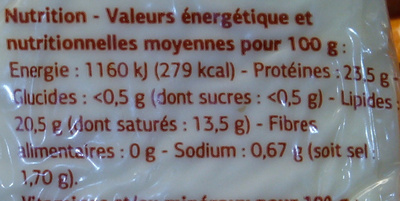 Nutrition - Valeurs énergétique et
nutritionnelles moyennes pour 100 g :
Energie : 1160 kJ (279 kcal) - Protéines : 23,5 g -
Glucides : <0,5 g (dont sucres : <0,5 g) - Lipides :
20,5 g (dont saturés : 13,5 g) - Fibres
alimentaires : 0 g - Sodium : 0,67 g (soit sel :
1,70 g).